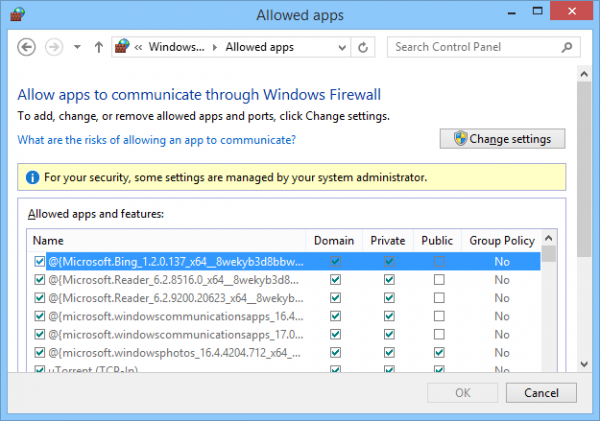 Allowed apps
Windows... Allowed apps Search Control Panel
Allow apps to communicate through Windows Firewall
To add, change, or remove allowed apps and ports, click Change settings.
What are the risks of allowing an app to communicate? Change settings
For your security, some settings are managed by your system administrator.
Allowed apps and features:
Name Domain Private Public Group Policy
@{Microsoft.Bing_1.2.0.137_x64__8wekyb3d8bbw... No
@{Microsoft.Reader_6.2.8516.0_x64__8wekyb3d8... No
@{Microsoft.Reader_6.2.9200.20623_x64__8wekyb... No
@{microsoft.windowscommunicationsapps_16.4... No
@{microsoft.windowscommunicationsapps_17.0... No
@{microsoft.windowsphotos_16.4.4204.712_x64_... No
uTorrent (TCP-In) No
OK Cancel